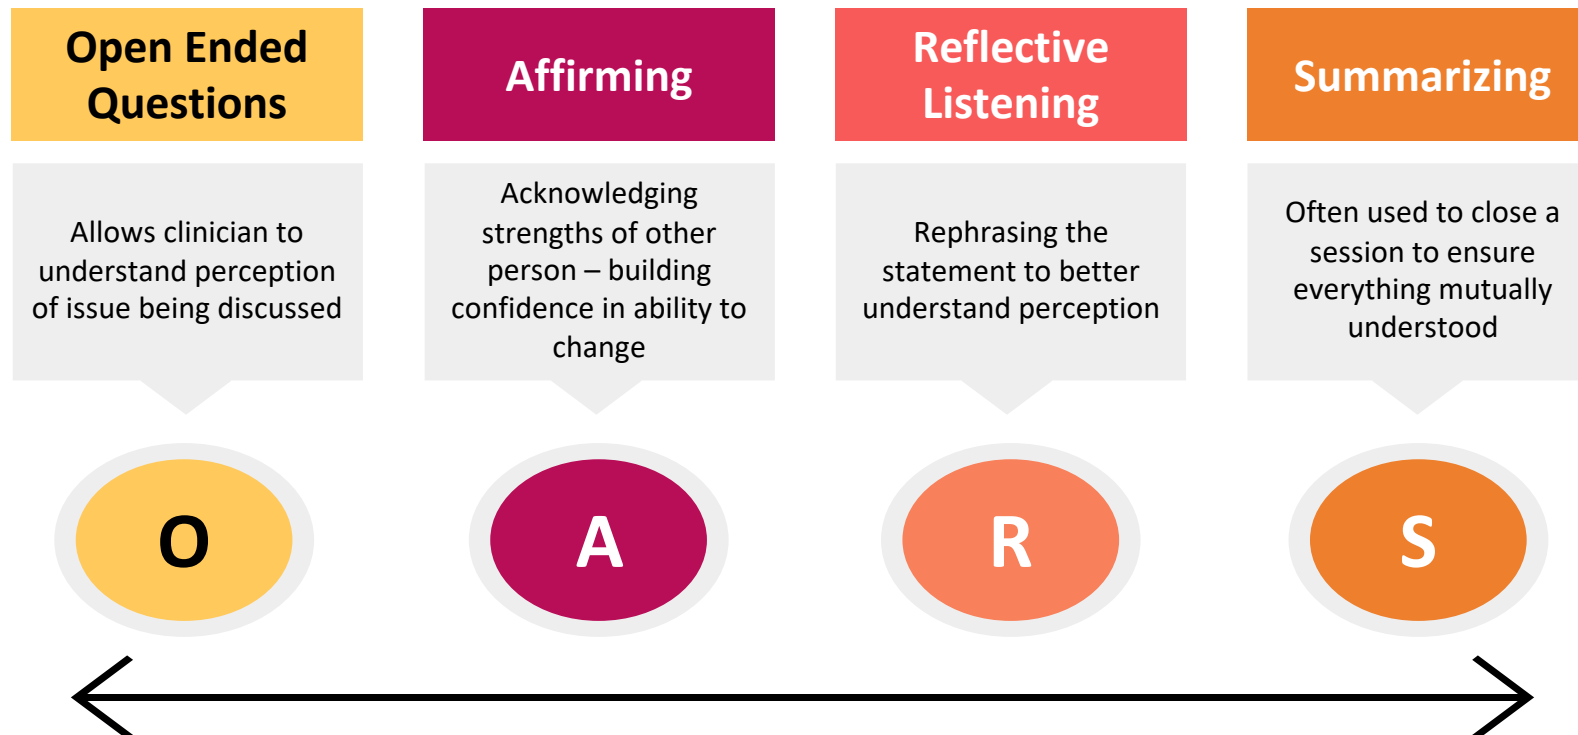 Open Ended
Questions
Affirming
Reflective
Listening
Summarizing
Allows clinician to
understand perception
of issue being discussed
Acknowledging
strengths of other
person – building
confidence in ability to
change
Rephrasing the
statement to better
understand perception
Often used to close a
session to ensure
everything mutually
understood
O
A
R
S